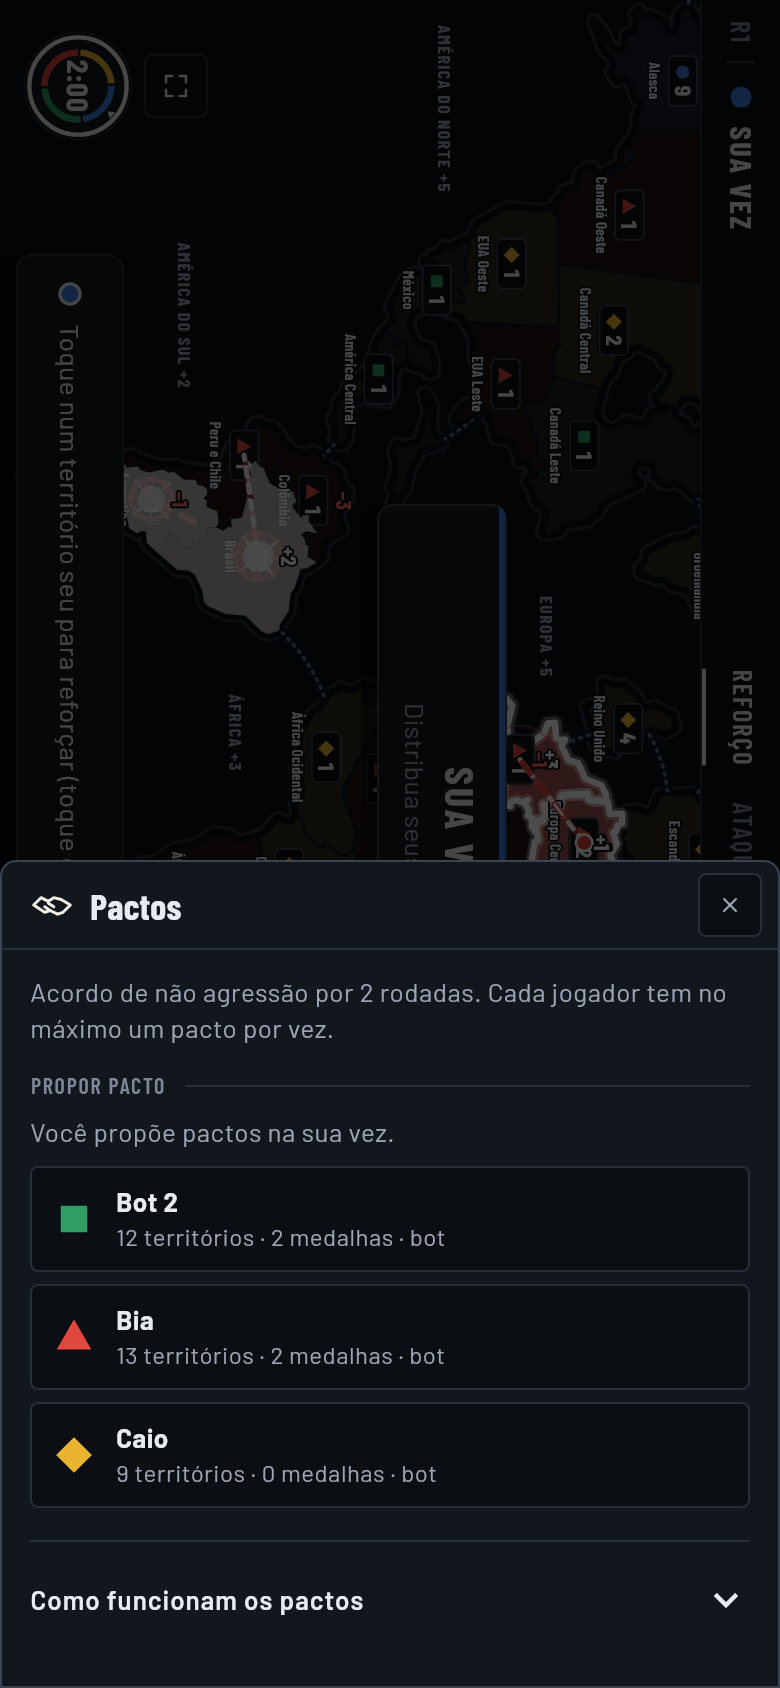 R1
SUA VEZ
REFORÇO
2:00
AMÉRICA DO NORTE +5
Alasca
9
Canadá Oeste
1
EUA Oeste
1
México
1
Canadá Central
2
EUA Leste
1
América Central
1
Canadá Leste
1
AMÉRICA DO SUL +2
Peru e Chile
1
Colômbia
1
-3
Brasil
+2
-1
EUROPA +5
Reino Unido
4
ÁFRICA +3
África Ocidental
1
+3
-1
+1
Toque num território seu para reforçar (toque
Distribua seus
SUA
Pactos
×
Acordo de não agressão por 2 rodadas. Cada jogador tem no
máximo um pacto por vez.
PROPOR PACTO
Você propõe pactos na sua vez.
Bot 2
12 territórios · 2 medalhas · bot
Bia
13 territórios · 2 medalhas · bot
Caio
9 territórios · 0 medalhas · bot
Como funcionam os pactos